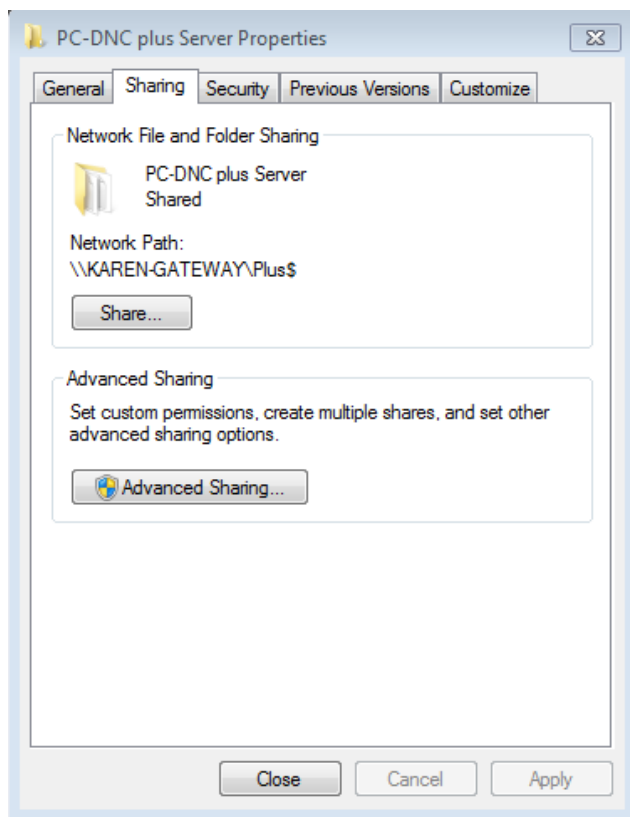 PC-DNC plus Server Properties
General Sharing Security Previous Versions Customize
Network File and Folder Sharing
PC-DNC plus Server
Shared
Network Path:
\\KAREN-GATEWAY\Plus$
Share...
Advanced Sharing
Set custom permissions, create multiple shares, and set other
advanced sharing options.
Advanced Sharing...
Close Cancel Apply